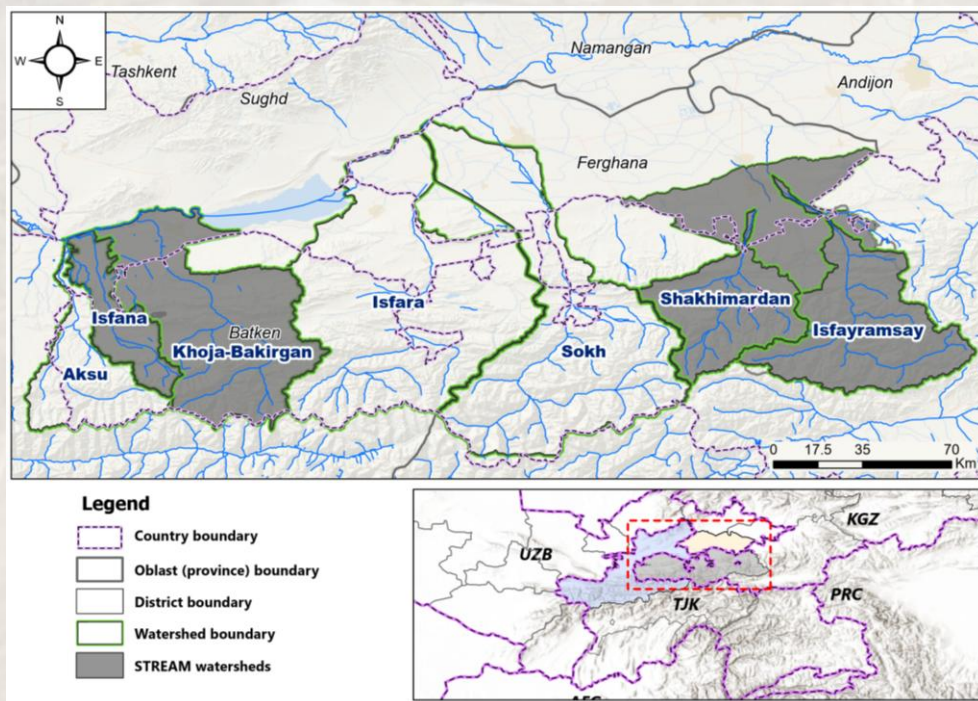 N
W E
S
Tashkent
Sughd
Namangan
Andijon
Ferghana
Isfana
Batken
Khoja-Bakirgan
Aksu
Isfara
Sokh
Shakhimardan
Isfayramsay
0 17.5 35 70
Km
Legend
Country boundary
Oblast (province) boundary
District boundary
Watershed boundary
STREAM watersheds
KGZ
UZB
TJK
PRC